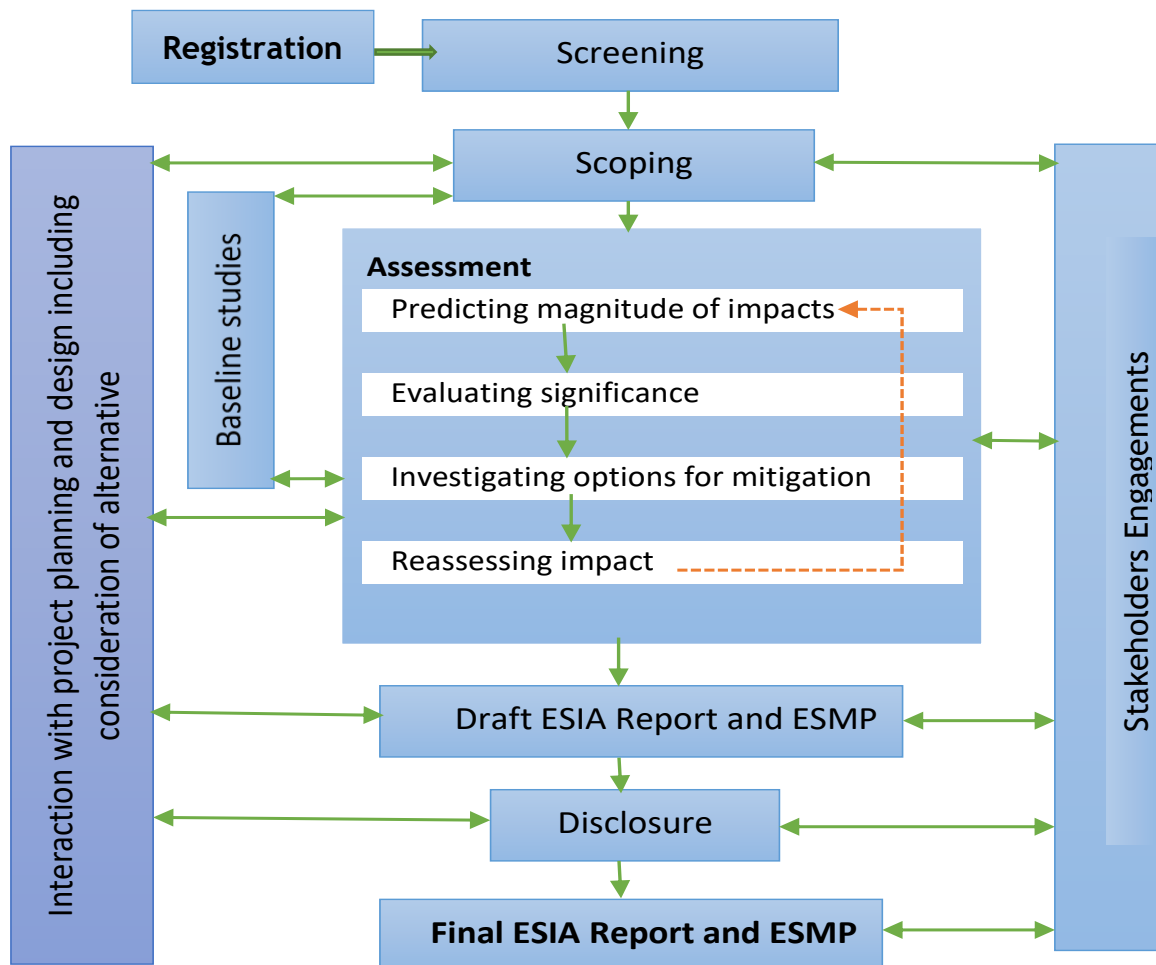 Registration
Screening
Scoping
Interaction with project planning and design including
consideration of alternative
Baseline studies
Assessment
Predicting magnitude of impacts
Evaluating significance
Investigating options for mitigation
Reassessing impact
Stakeholders Engagements
Draft ESIA Report and ESMP
Disclosure
Final ESIA Report and ESMP